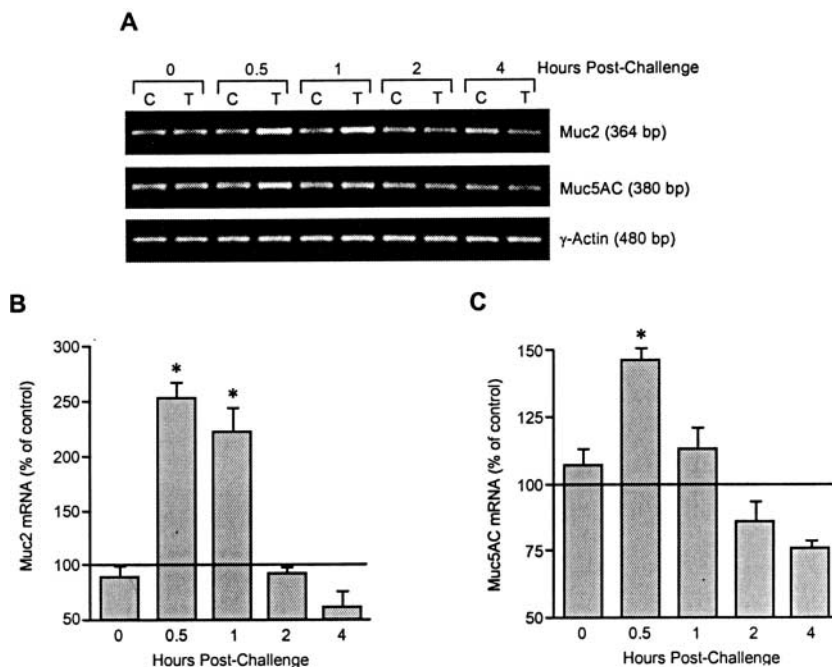 A
0 0.5 1 2 4 Hours Post-Challenge
C T C T C T C T C T
Muc2 (364 bp)
Muc5AC (380 bp)
γ-Actin (480 bp)
B
Muc2 mRNA (% of control)
300
250
200
150
100
50
* *
0 0.5 1 2 4
Hours Post-Challenge
C
Muc5AC mRNA (% of control)
150
125
100
75
50
*
0 0.5 1 2 4
Hours Post-Challenge